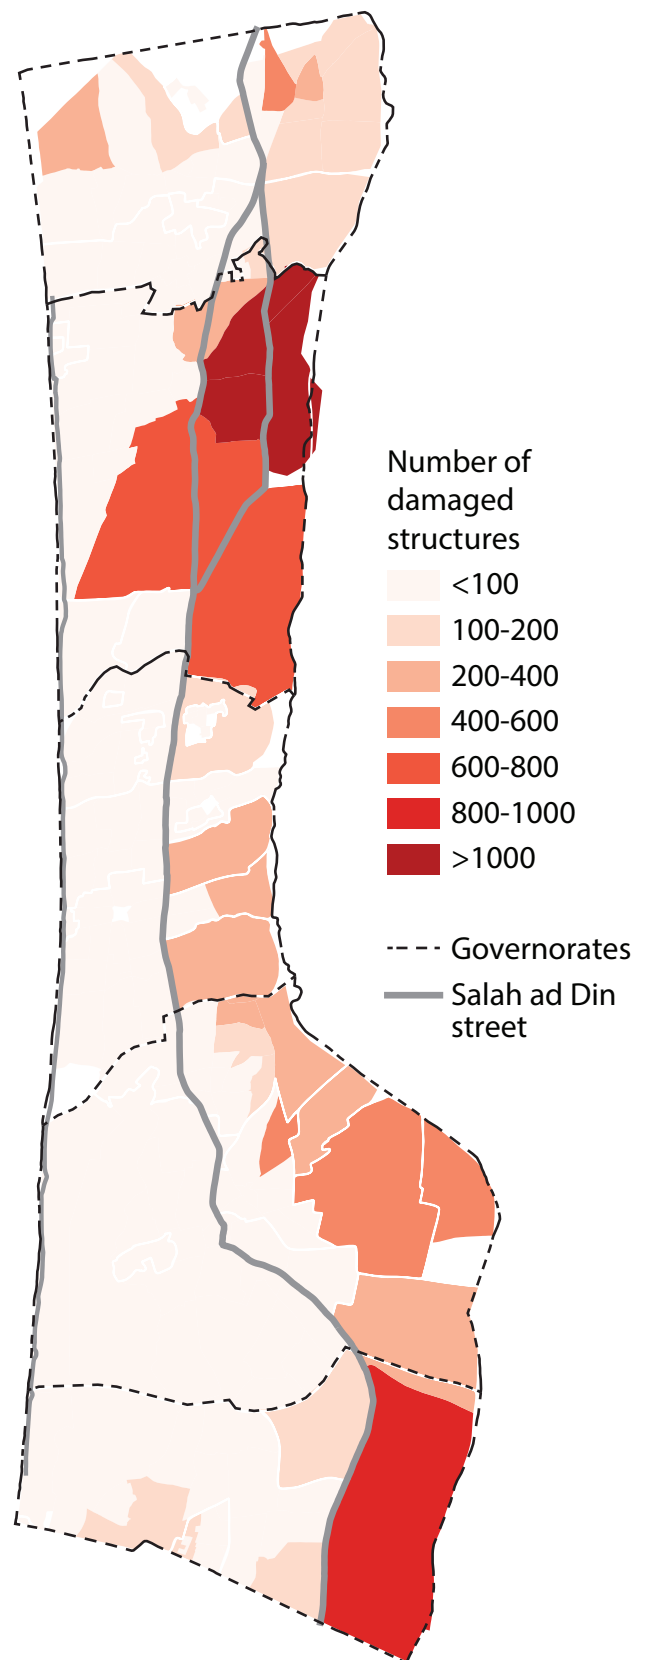 Number of
damaged
structures
<100
100-200
200-400
400-600
600-800
800-1000
>1000
Governorates
Salah ad Din
street